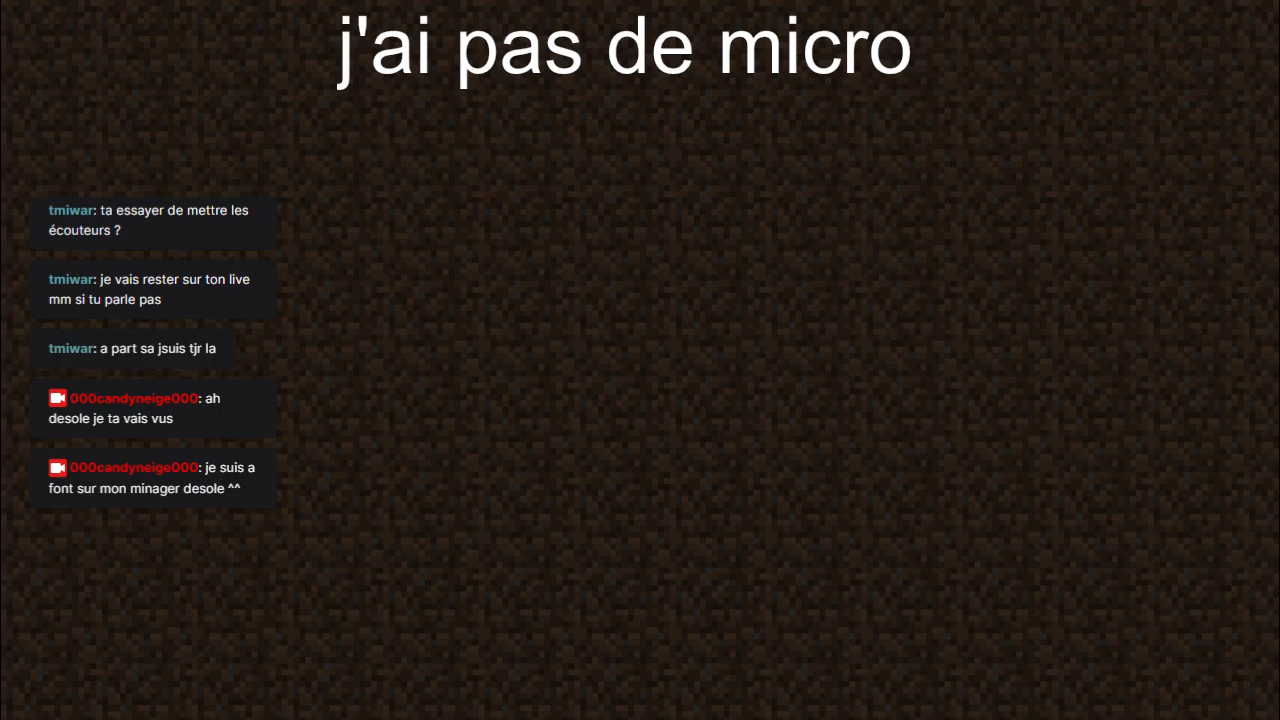 j'ai pas de micro
tmiwar: ta essayer de mettre les
écouteurs ?
tmiwar: je vais rester sur ton live
mm si tu parle pas
tmiwar: a part sa jsuis tjr la
000candyneige000: ah
desole je ta vais vus
000candyneige000: je suis a
font sur mon minager desole ^^